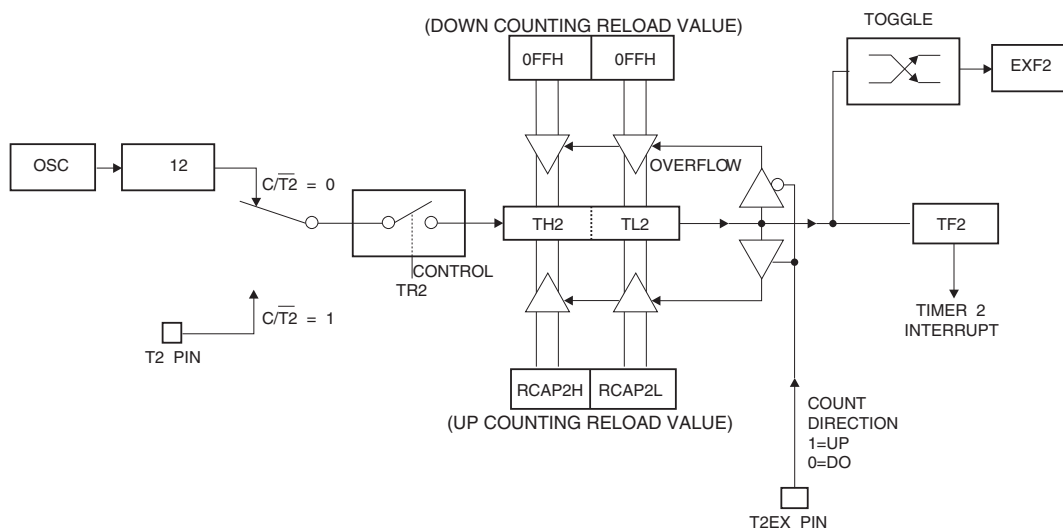 TOGGLE
(DOWN COUNTING RELOAD VALUE)
0FFH 0FFH
EXF2
OVERFLOW
OSC
12
C/T2̅ = 0
TH2 TL2
TF2
CONTROL
TR2
C/T2̅ = 1
T2 PIN
TIMER 2
INTERRUPT
RCAP2H RCAP2L
(UP COUNTING RELOAD VALUE)
COUNT
DIRECTION
1=UP
0=DO
T2EX PIN